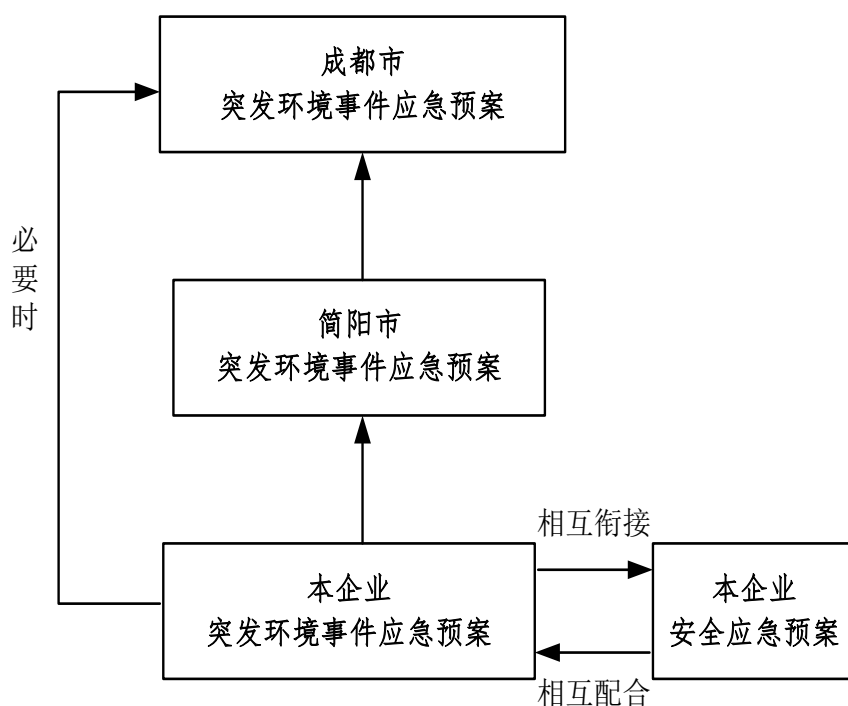 成都市
突发环境事件应急预案
必
要
时
简阳市
突发环境事件应急预案
相互衔接
本企业
突发环境事件应急预案
本企业
安全应急预案
相互配合